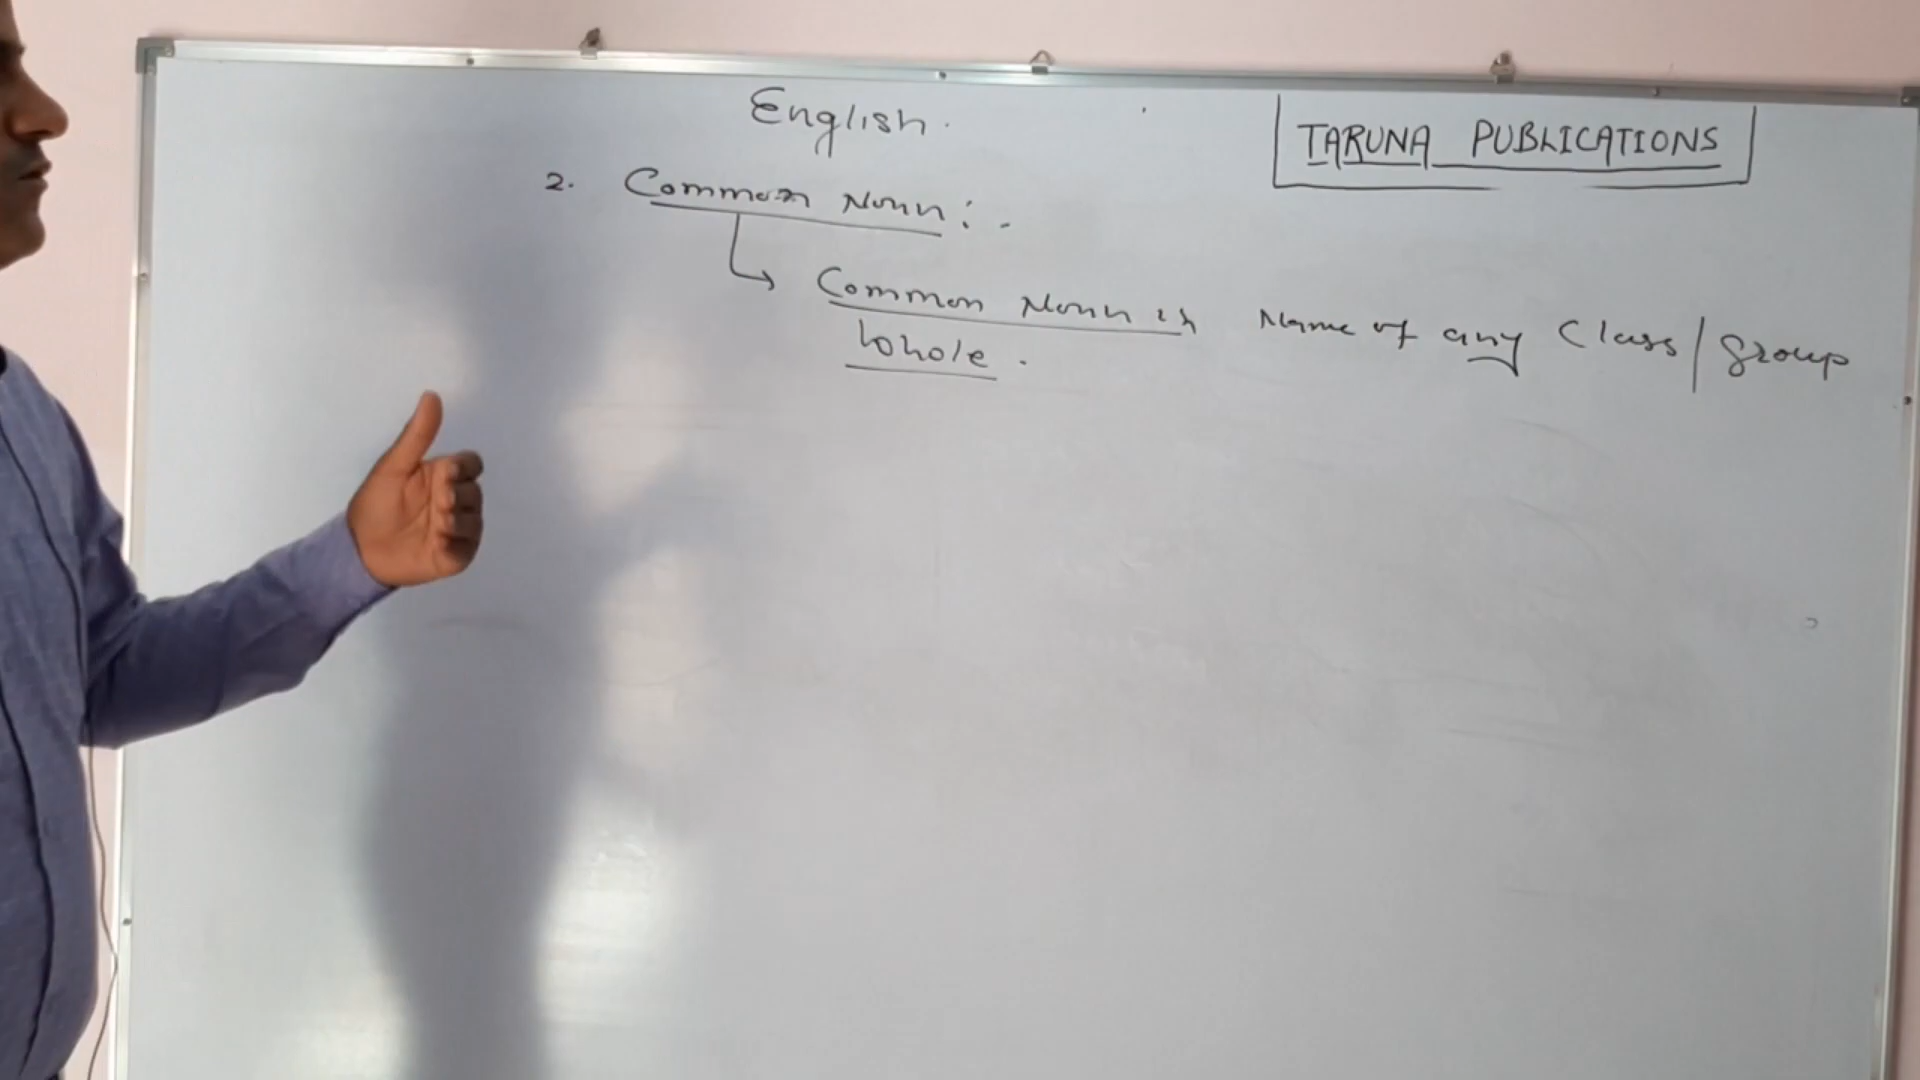 English.
TARUNA PUBLICATIONS
2. Common Noun :-
Common Noun is Name of any Class/Group
Whole.